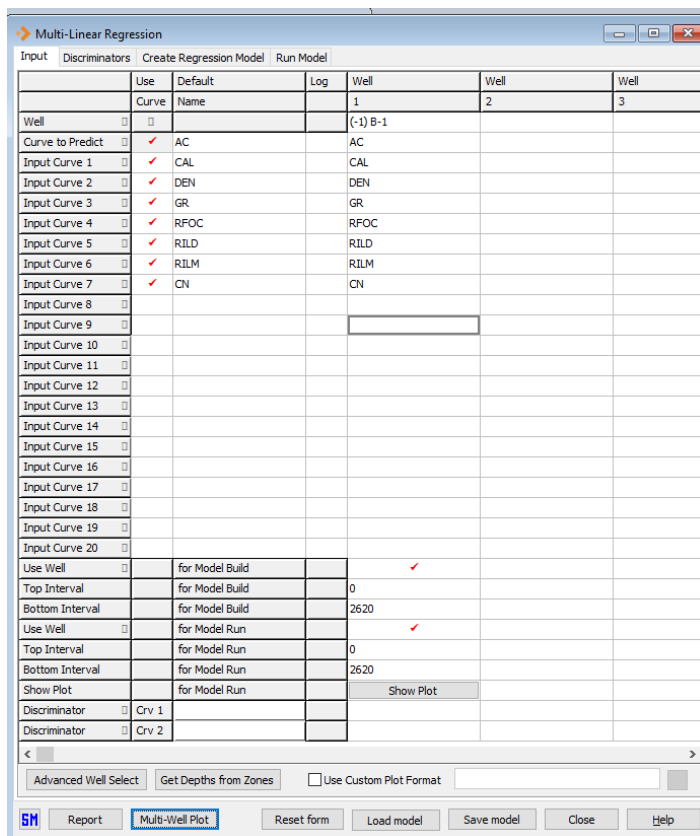 Multi-Linear Regression
Input Discriminators Create Regression Model Run Model
Use Default Log Well Well Well
Curve Name 1 2 3
Well (-1) B-1
Curve to Predict AC AC
Input Curve 1 CAL CAL
Input Curve 2 DEN DEN
Input Curve 3 GR GR
Input Curve 4 RFOC RFOC
Input Curve 5 RILD RILD
Input Curve 6 RILM RILM
Input Curve 7 CN CN
Input Curve 8
Input Curve 9
Input Curve 10
Input Curve 11
Input Curve 12
Input Curve 13
Input Curve 14
Input Curve 15
Input Curve 16
Input Curve 17
Input Curve 18
Input Curve 19
Input Curve 20
Use Well for Model Build
Top Interval for Model Build 0
Bottom Interval for Model Build 2620
Use Well for Model Run
Top Interval for Model Run 0
Bottom Interval for Model Run 2620
Show Plot for Model Run Show Plot
Discriminator Crv 1
Discriminator Crv 2
Advanced Well Select Get Depths from Zones Use Custom Plot Format
SM Report Multi-Well Plot Reset form Load model Save model Close Help